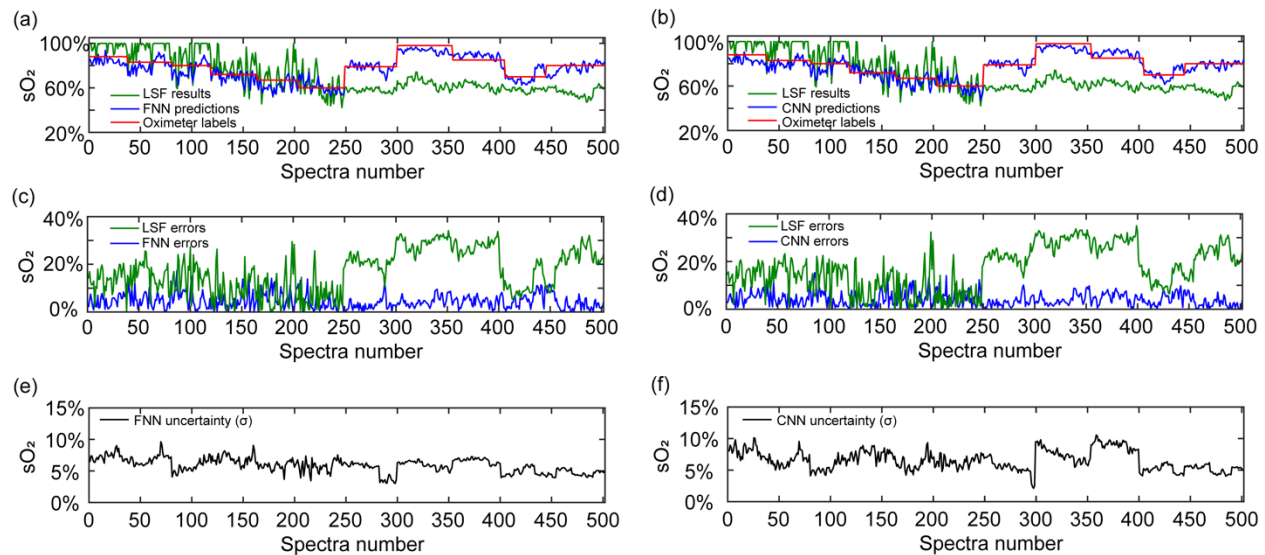 (a)
100%
60%
20%
sO₂
LSF results
FNN predictions
Oximeter labels
0 50 100 150 200 250 300 350 400 450 500
Spectra number
(b)
100%
60%
20%
sO₂
LSF results
CNN predictions
Oximeter labels
0 50 100 150 200 250 300 350 400 450 500
Spectra number
(c)
40%
20%
0%
sO₂
LSF errors
FNN errors
0 50 100 150 200 250 300 350 400 450 500
Spectra number
(d)
40%
20%
0%
sO₂
LSF errors
CNN errors
0 50 100 150 200 250 300 350 400 450 500
Spectra number
(e)
15%
10%
5%
0%
sO₂
FNN uncertainty (σ)
0 50 100 150 200 250 300 350 400 450 500
Spectra number
(f)
15%
10%
5%
0%
sO₂
CNN uncertainty (σ)
0 50 100 150 200 250 300 350 400 450 500
Spectra number